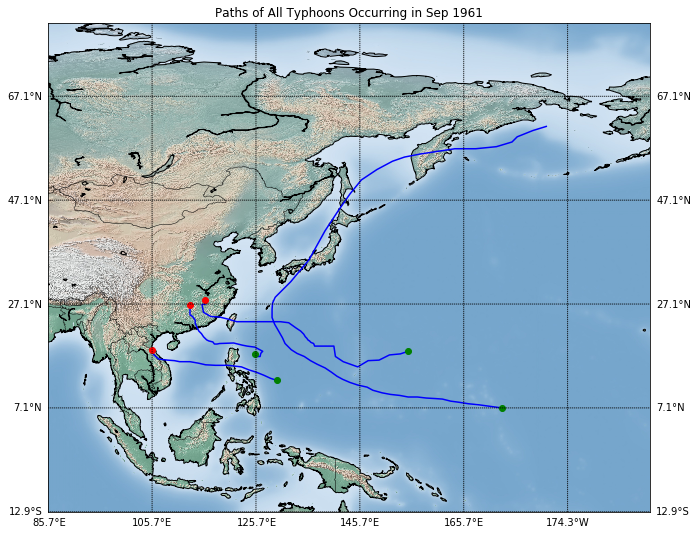 Paths of All Typhoons Occurring in Sep 1961
67.1°N 67.1°N
47.1°N 47.1°N
27.1°N 27.1°N
7.1°N 7.1°N
12.9°S 12.9°S
85.7°E 105.7°E 125.7°E 145.7°E 165.7°E 174.3°W